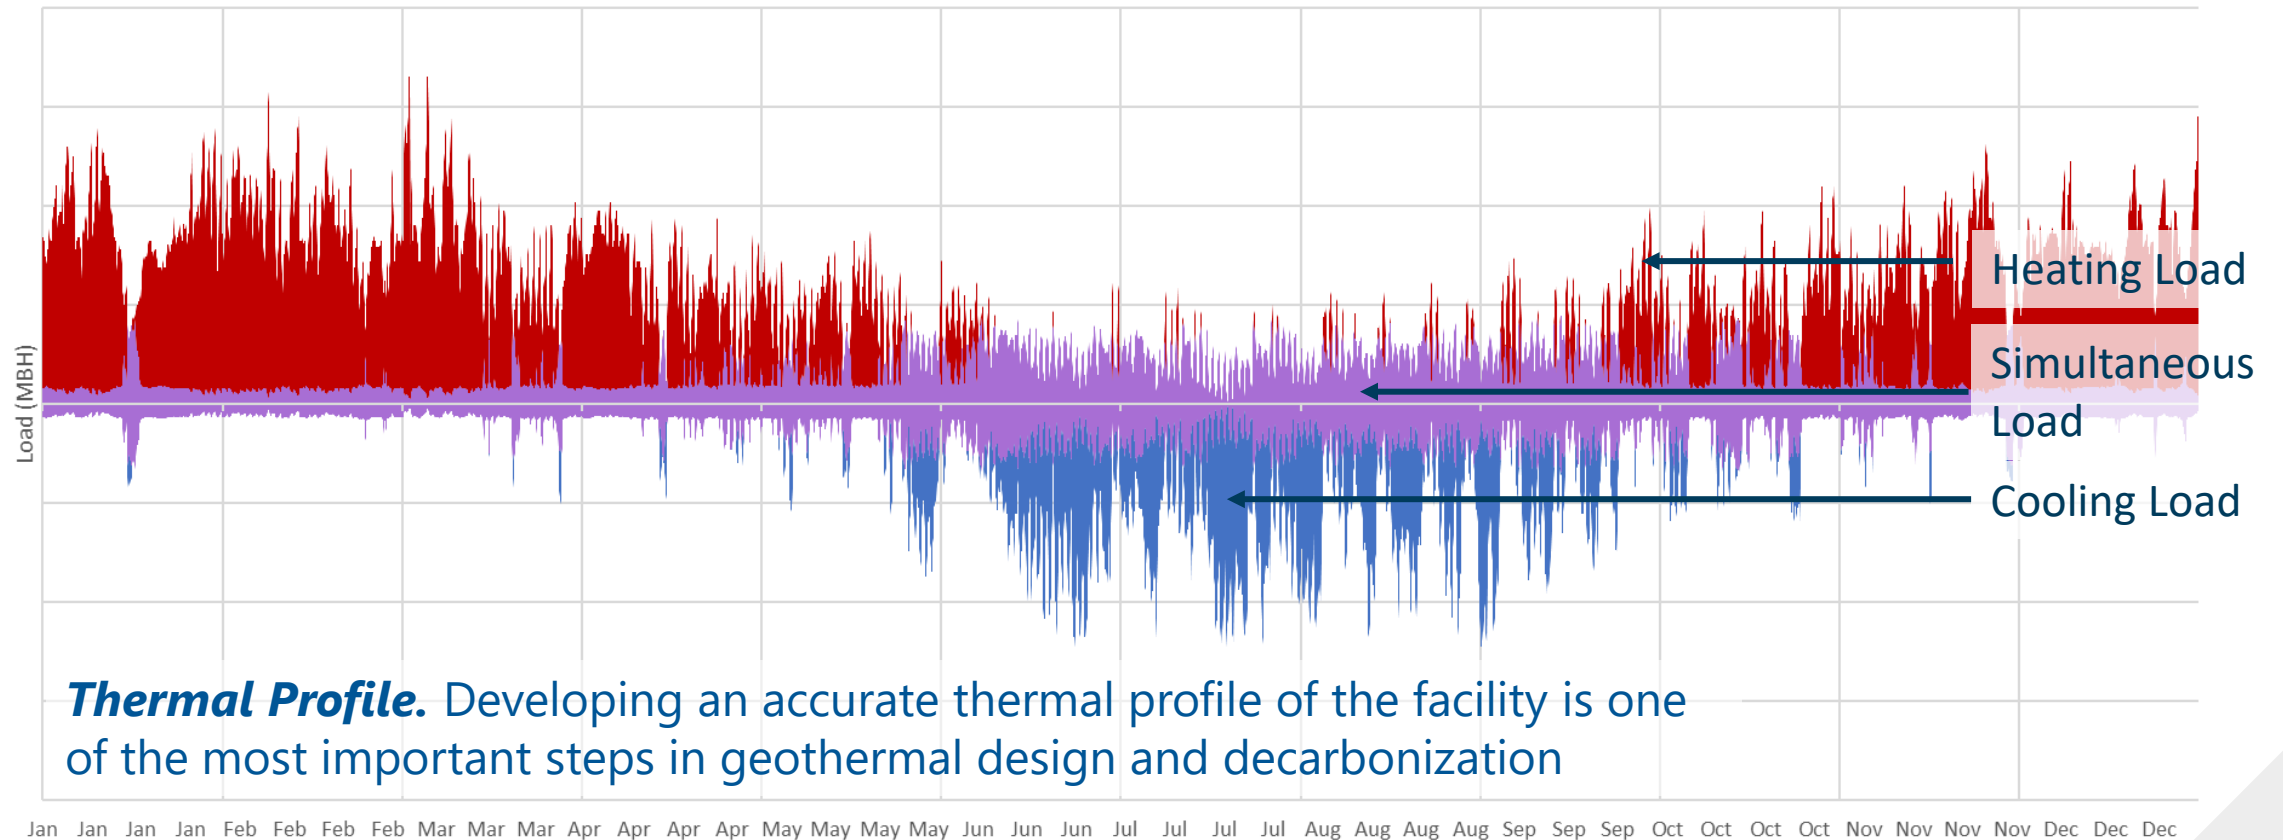 Load (MBH)
Heating Load
Simultaneous
Load
Cooling Load
Thermal Profile. Developing an accurate thermal profile of the facility is one
of the most important steps in geothermal design and decarbonization
Jan Jan Jan Jan Feb Feb Feb Feb Mar Mar Mar Apr Apr Apr Apr May May May May Jun Jun Jun Jul Jul Jul Jul Aug Aug Aug Aug Sep Sep Sep Oct Oct Oct Oct Nov Nov Nov Nov Dec Dec Dec